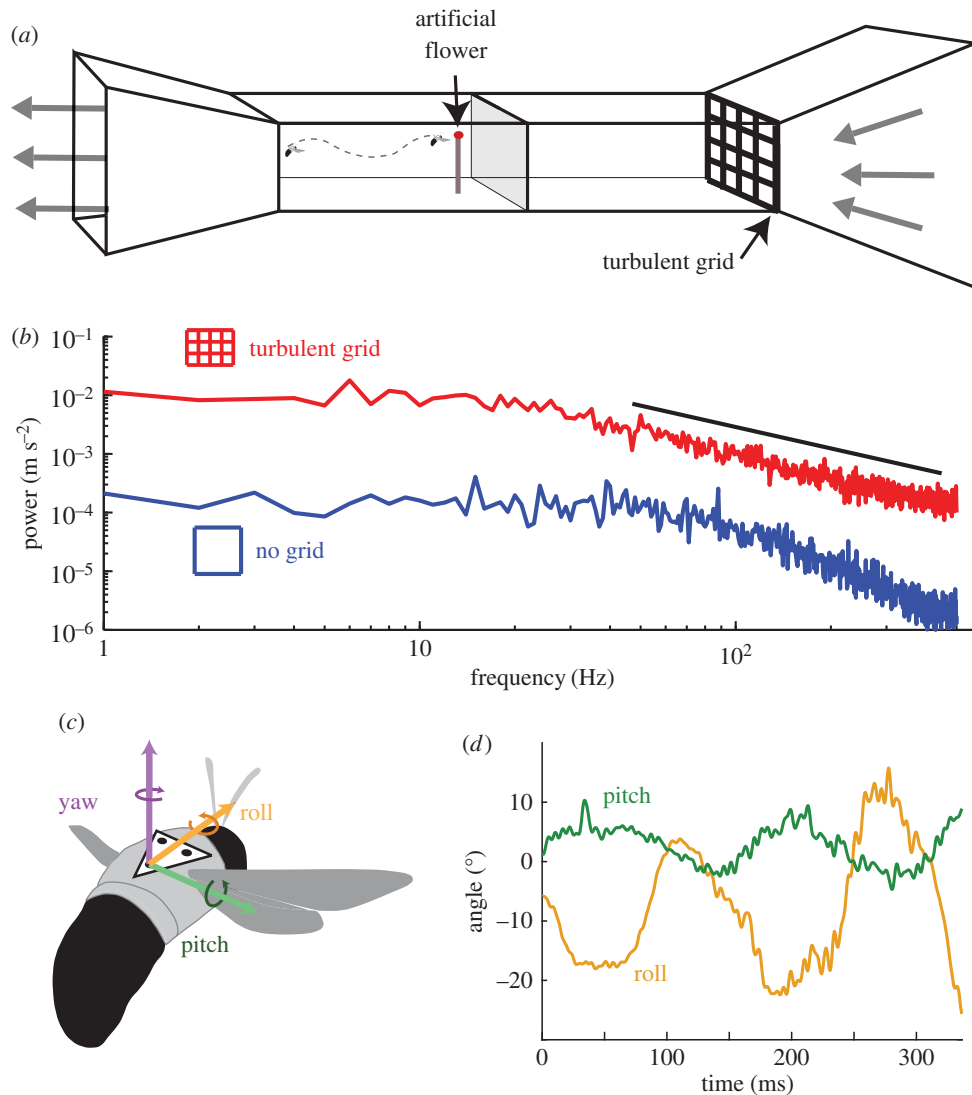 (a)
artificial
flower
turbulent grid
(b)
10⁻¹
10⁻²
10⁻³
10⁻⁴
10⁻⁵
10⁻⁶
power (m s⁻²)
turbulent grid
no grid
1
10
10²
frequency (Hz)
(c)
yaw
roll
pitch
(d)
10
0
−10
−20
angle (°)
pitch
roll
0
100
200
300
time (ms)